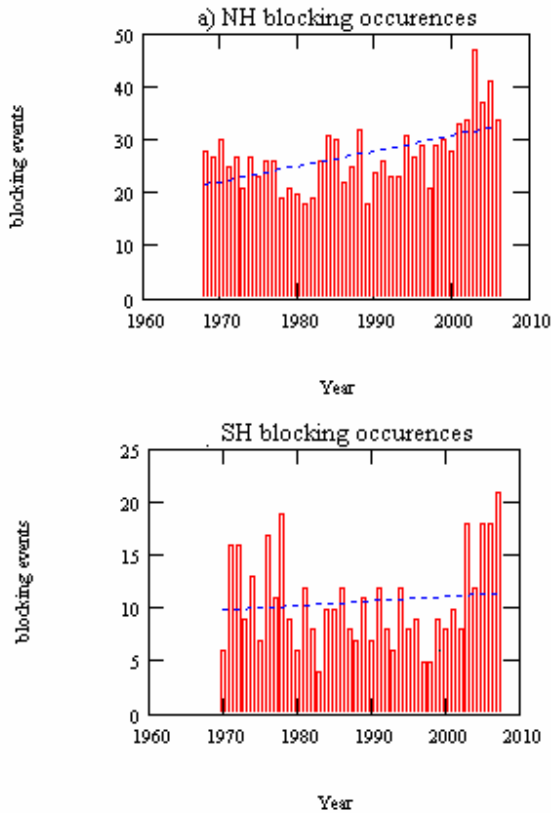 a) NH blocking occurences
50
40
30
20
10
0
blocking events
1960 1970 1980 1990 2000 2010
Year
SH blocking occurences
25
20
15
10
5
0
blocking events
1960 1970 1980 1990 2000 2010
Year